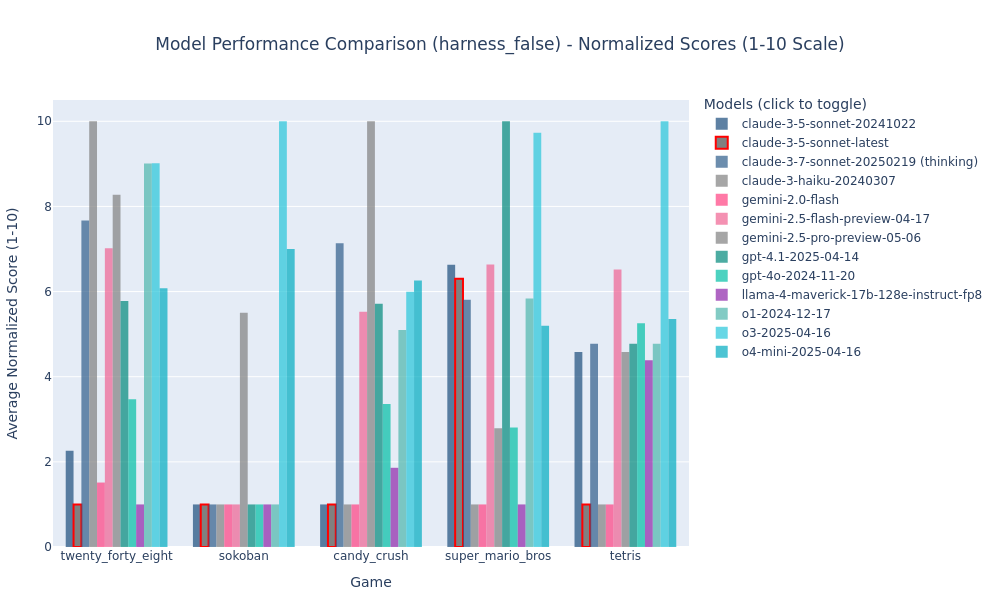 Model Performance Comparison (harness_false) - Normalized Scores (1-10 Scale)
Average Normalized Score (1-10)
10
8
6
4
2
0
twenty_forty_eight
sokoban
candy_crush
super_mario_bros
tetris
Game
Models (click to toggle)
claude-3-5-sonnet-20241022
claude-3-5-sonnet-latest
claude-3-7-sonnet-20250219 (thinking)
claude-3-haiku-20240307
gemini-2.0-flash
gemini-2.5-flash-preview-04-17
gemini-2.5-pro-preview-05-06
gpt-4.1-2025-04-14
gpt-4o-2024-11-20
llama-4-maverick-17b-128e-instruct-fp8
o1-2024-12-17
o3-2025-04-16
o4-mini-2025-04-16